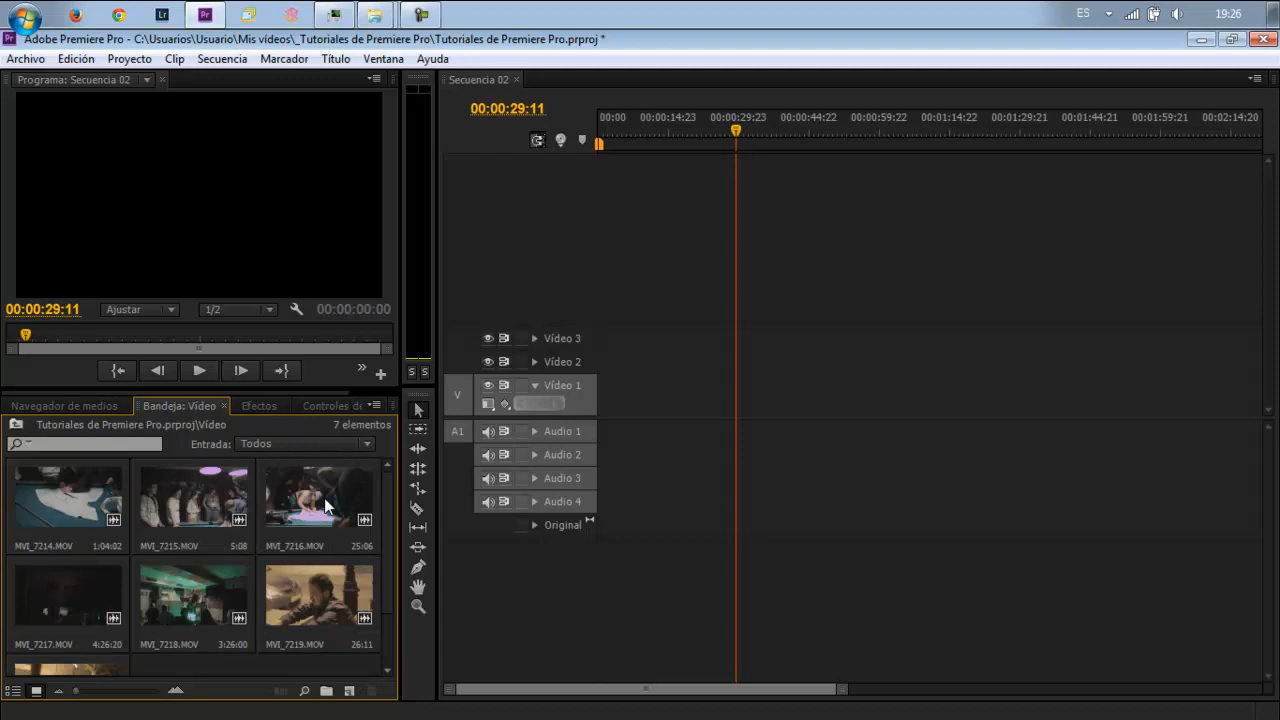 Lr
Pr
ES
19:26
Pr
Adobe Premiere Pro - C:\Usuarios\Usuario\Mis vídeos\_Tutoriales de Premiere Pro\Tutoriales de Premiere Pro.prproj *
Archivo Edición Proyecto Clip Secuencia Marcador Título Ventana Ayuda
Programa: Secuencia 02
00:00:29:11
Ajustar
1/2
00:00:00:00
S S
Navegador de medios
Bandeja: Vídeo
Efectos
Controles de
Tutoriales de Premiere Pro.prproj\Vídeo
7 elementos
Entrada:
Todos
MVI_7214.MOV 1:04:02
MVI_7215.MOV 5:08
MVI_7216.MOV 25:06
MVI_7217.MOV 4:26:20
MVI_7218.MOV 3:26:00
MVI_7219.MOV 26:11
Secuencia 02
00:00:29:11
00:00 00:00:14:23 00:00:29:23 00:00:44:22 00:00:59:22 00:01:14:22 00:01:29:21 00:01:44:21 00:01:59:21 00:02:14:20
Vídeo 3
Vídeo 2
V
Vídeo 1
A1
Audio 1
Audio 2
Audio 3
Audio 4
Original